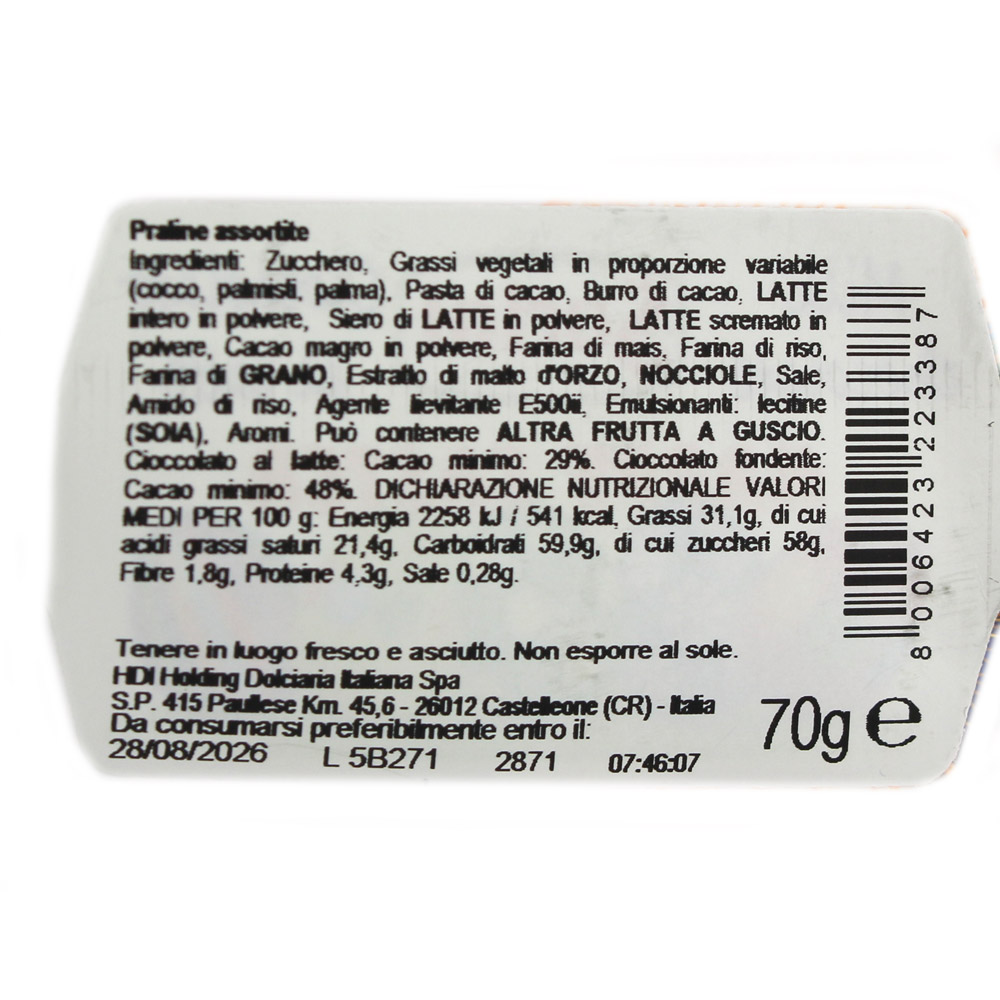 Praline assortite
Ingredienti: Zucchero, Grassi vegetali in proporzione variabile
(cocco, palmisti, palma), Pasta di cacao, Burro di cacao, LATTE
intero in polvere, Siero di LATTE in polvere, LATTE scremato in
polvere, Cacao magro in polvere, Farina di mais, Farina di riso,
Farina di GRANO, Estratto di malto d'ORZO, NOCCIOLE, Sale,
Amido di riso, Agente lievitante E500ii, Emulsionanti: lecitine
(SOIA), Aromi. Può contenere ALTRA FRUTTA A GUSCIO.
Cioccolato al latte: Cacao minimo: 29%. Cioccolato fondente:
Cacao minimo: 48%. DICHIARAZIONE NUTRIZIONALE VALORI
MEDI PER 100 g: Energia 2258 kJ / 541 kcal, Grassi 31,1g, di cui
acidi grassi saturi 21,4g, Carboidrati 59,9g, di cui zuccheri 58g,
Fibre 1,8g, Proteine 4,3g, Sale 0,28g.
Tenere in luogo fresco e asciutto. Non esporre al sole.
HDI Holding Dolciaria Italiana Spa
S.P. 415 Paullese Km. 45,6 - 26012 Castelleone (CR) - Italia
Da consumarsi preferibilmente entro il:
28/08/2026 L 5B271 2871 07:46:07
70g e
8006423223387